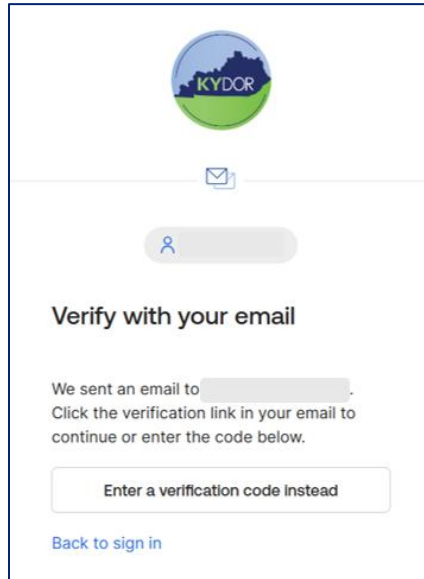 KYDOR
Verify with your email
We sent an email to .
Click the verification link in your email to
continue or enter the code below.
Enter a verification code instead
Back to sign in